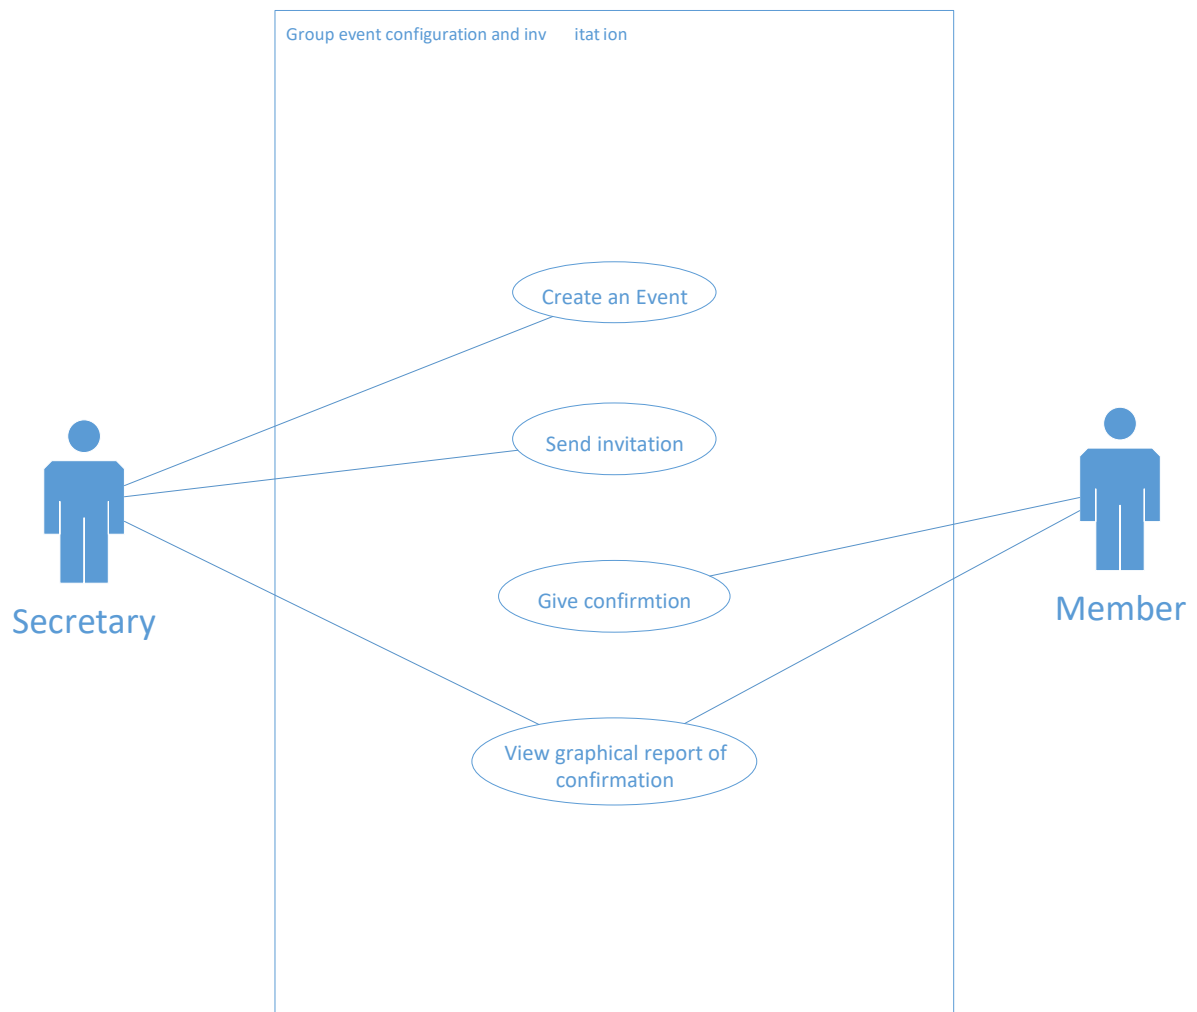 Group event configuration and inv itat ion
Create an Event
Send invitation
Give confirmtion
Secretary
Member
View graphical report of
confirmation